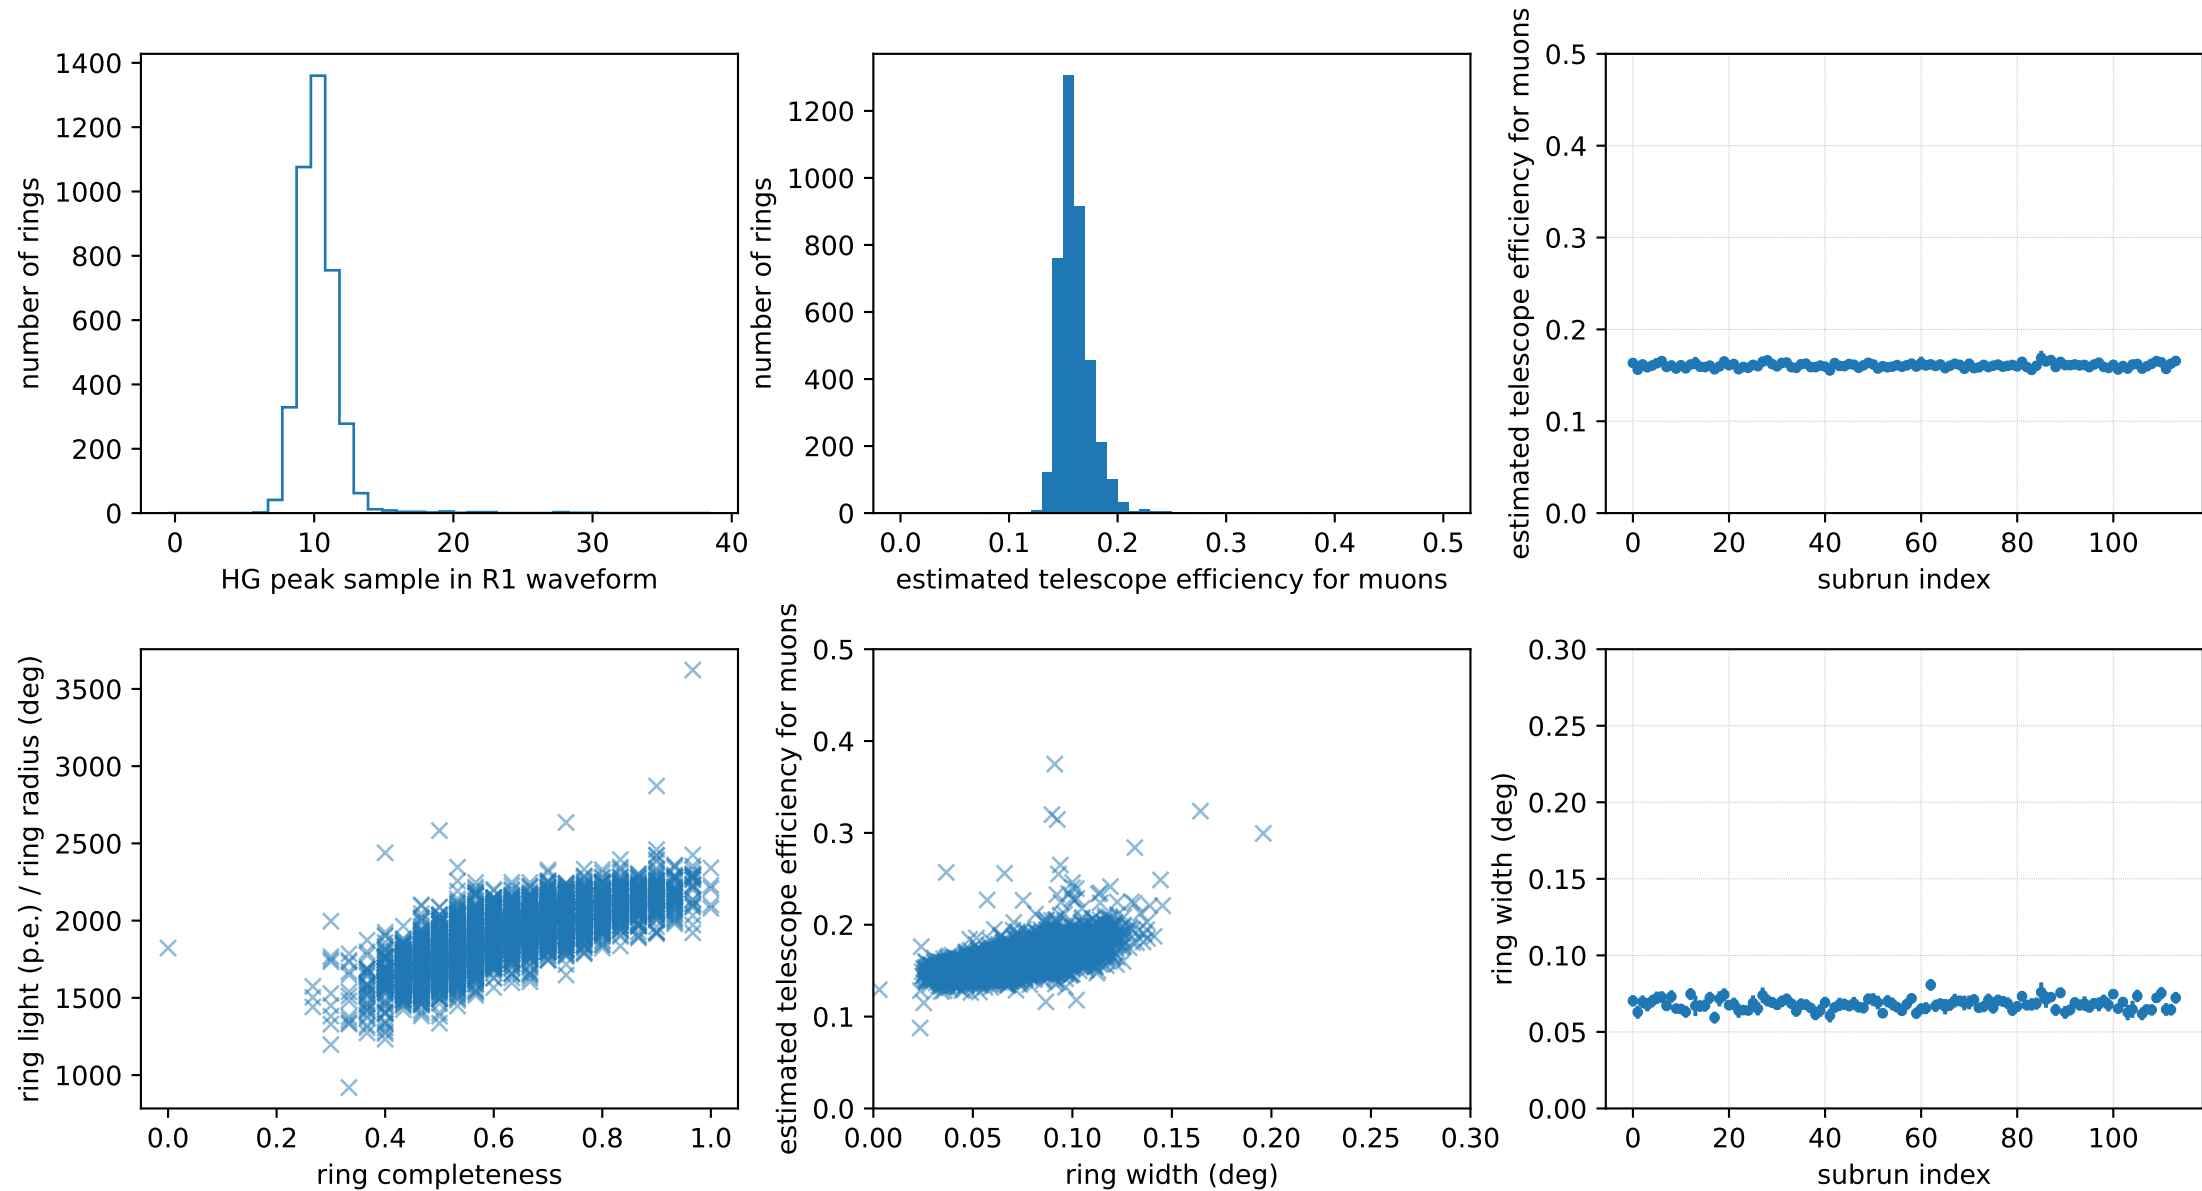 1400
1200
1000
800
600
400
200
0
number of rings
0 10 20 30 40
HG peak sample in R1 waveform
1200
1000
800
600
400
200
0
number of rings
0.0 0.1 0.2 0.3 0.4 0.5
estimated telescope efficiency for muons
0.5
0.4
0.3
0.2
0.1
0.0
estimated telescope efficiency for muons
0 20 40 60 80 100
subrun index
3500
3000
2500
2000
1500
1000
ring light (p.e.) / ring radius (deg)
0.0 0.2 0.4 0.6 0.8 1.0
ring completeness
0.5
0.4
0.3
0.2
0.1
0.0
estimated telescope efficiency for muons
0.00 0.05 0.10 0.15 0.20 0.25 0.30
ring width (deg)
0.30
0.25
0.20
0.15
0.10
0.05
0.00
ring width (deg)
0 20 40 60 80 100
subrun index